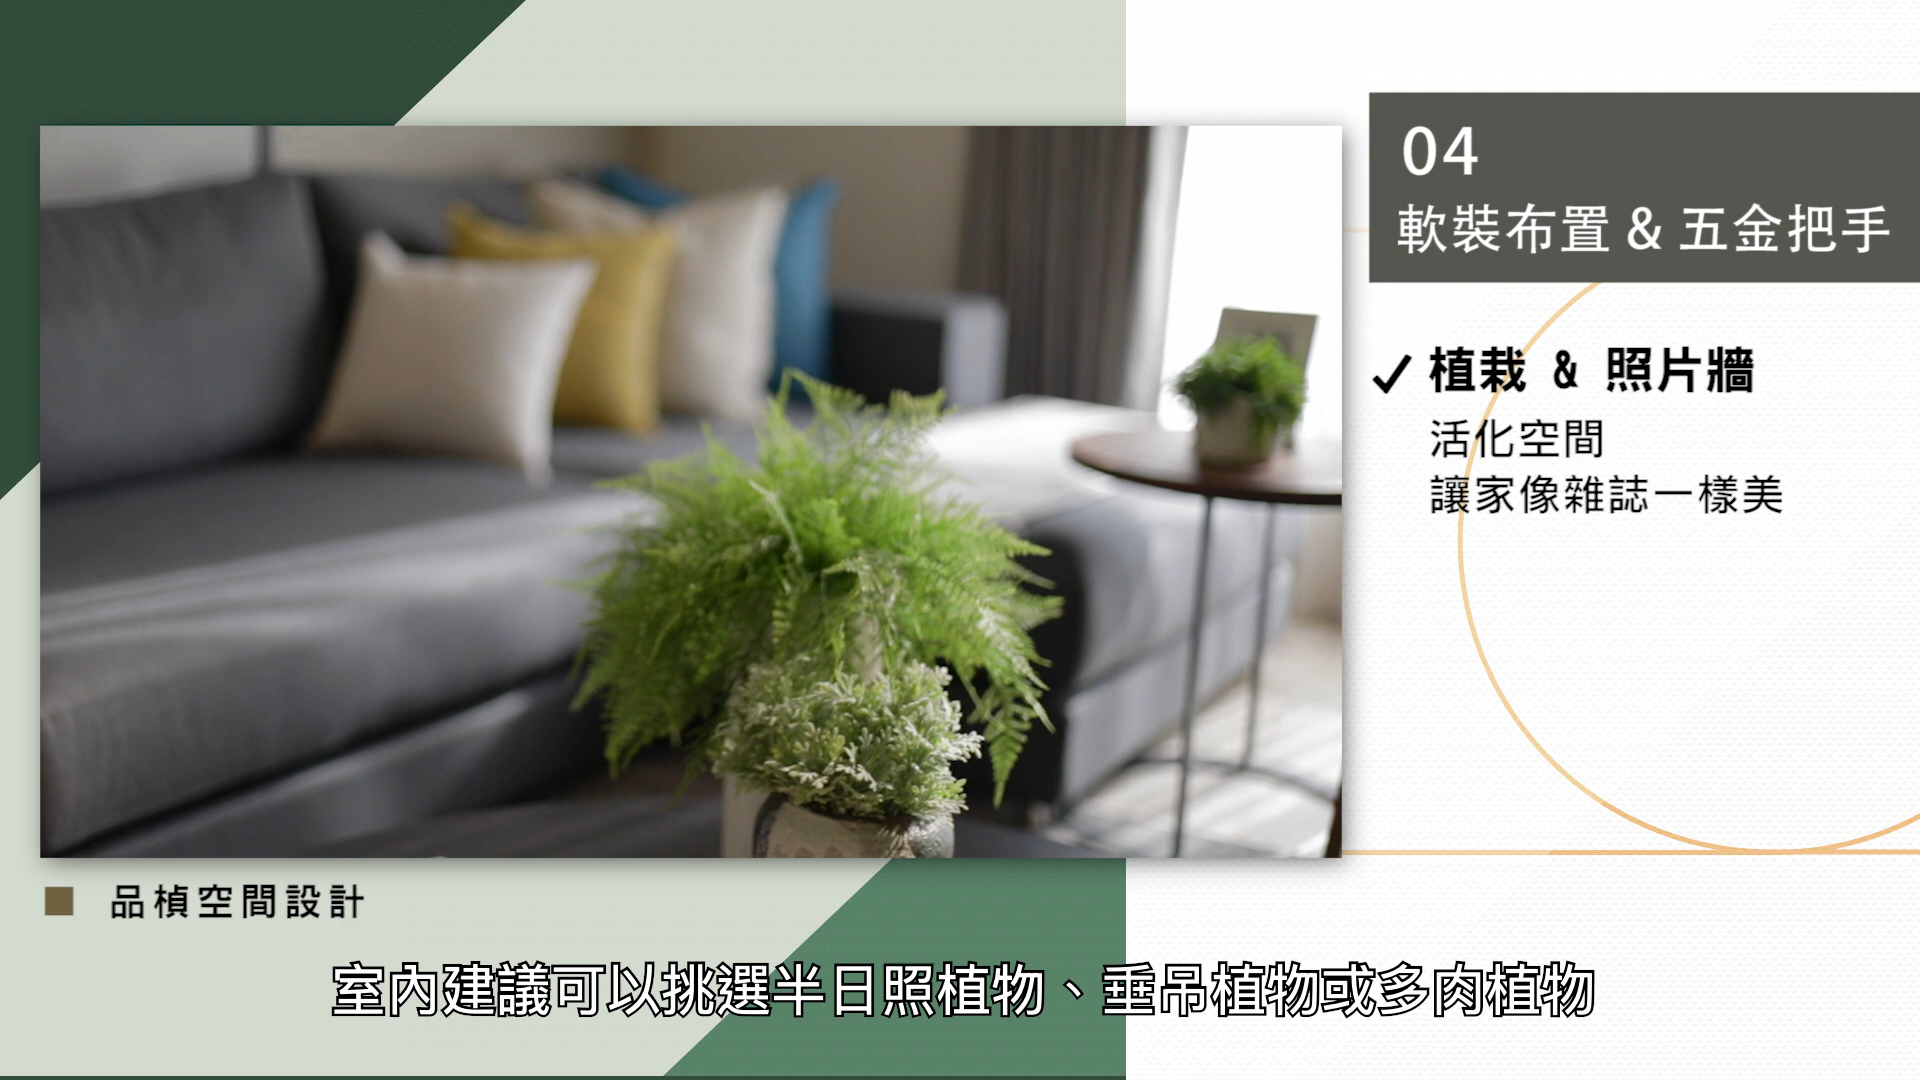 04
軟裝布置 & 五金把手
✓ 植栽 & 照片牆
活化空間
讓家像雜誌一樣美
品楨空間設計
室內建議可以挑選半日照植物、垂吊植物或多肉植物